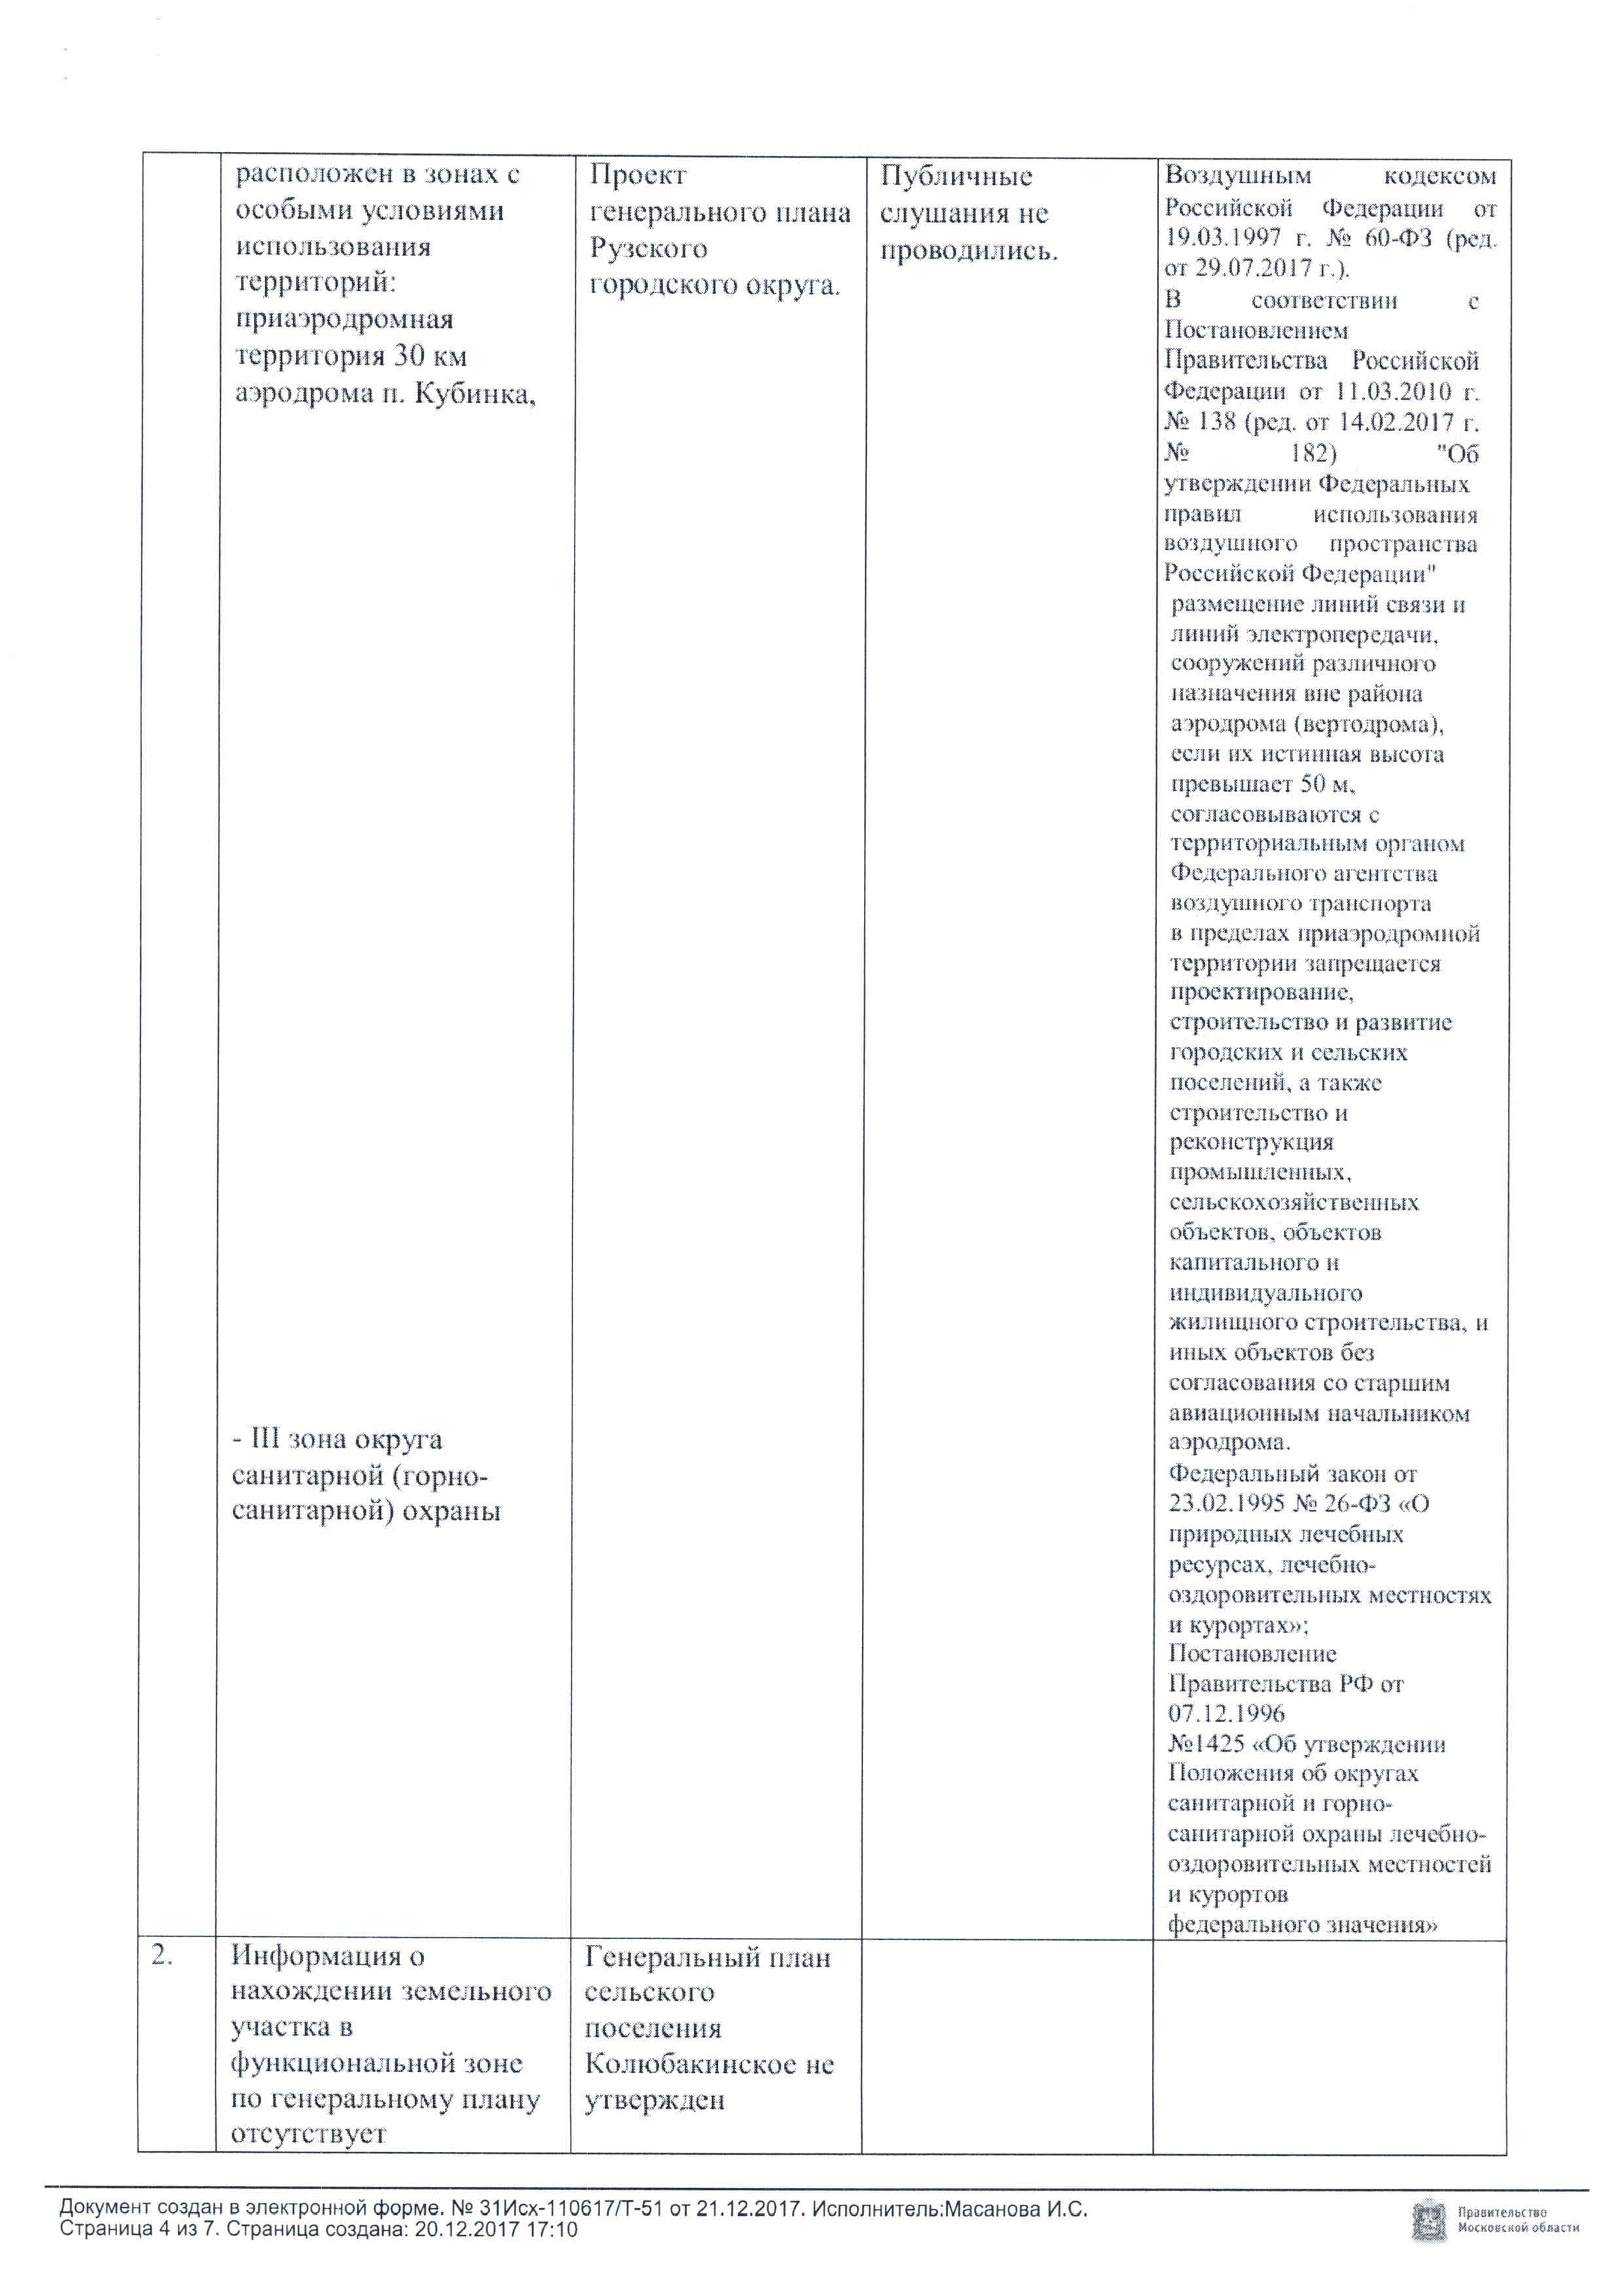 расположен в зонах с
особыми условиями
использования
территорий:
приаэродромная
территория 30 км
аэродрома п. Кубинка,
- III зона округа
санитарной (горно-
санитарной) охраны
Проект
генерального плана
Рузского
городского округа.
Публичные
слушания не
проводились.
Воздушным кодексом
Российской Федерации от
19.03.1997 г. № 60-ФЗ (ред.
от 29.07.2017 г.).
В соответствии с
Постановлением
Правительства Российской
Федерации от 11.03.2010 г.
№ 138 (ред. от 14.02.2017 г.
№ 182) "Об
утверждении Федеральных
правил использования
воздушного пространства
Российской Федерации"
размещение линий связи и
линий электропередачи,
сооружений различного
назначения вне района
аэродрома (вертодрома),
если их истинная высота
превышает 50 м,
согласовываются с
территориальным органом
Федерального агентства
воздушного транспорта
в пределах приаэродромной
территории запрещается
проектирование,
строительство и развитие
городских и сельских
поселений, а также
строительство и
реконструкция
промышленных,
сельскохозяйственных
объектов, объектов
капитального и
индивидуального
жилищного строительства, и
иных объектов без
согласования со старшим
авиационным начальником
аэродрома.
Федеральный закон от
23.02.1995 № 26-ФЗ «О
природных лечебных
ресурсах, лечебно-
оздоровительных местностях
и курортах»;
Постановление
Правительства РФ от
07.12.1996
№1425 «Об утверждении
Положения об округах
санитарной и горно-
санитарной охраны лечебно-
оздоровительных местностей
и курортов
федерального значения»
2.
Информация о
нахождении земельного
участка в
функциональной зоне
по генеральному плану
отсутствует
Генеральный план
сельского
поселения
Колюбакинское не
утвержден
Документ создан в электронной форме. № 31Исх-110617/Т-51 от 21.12.2017. Исполнитель:Масанова И.С.
Страница 4 из 7. Страница создана: 20.12.2017 17:10
Правительство
Московской области